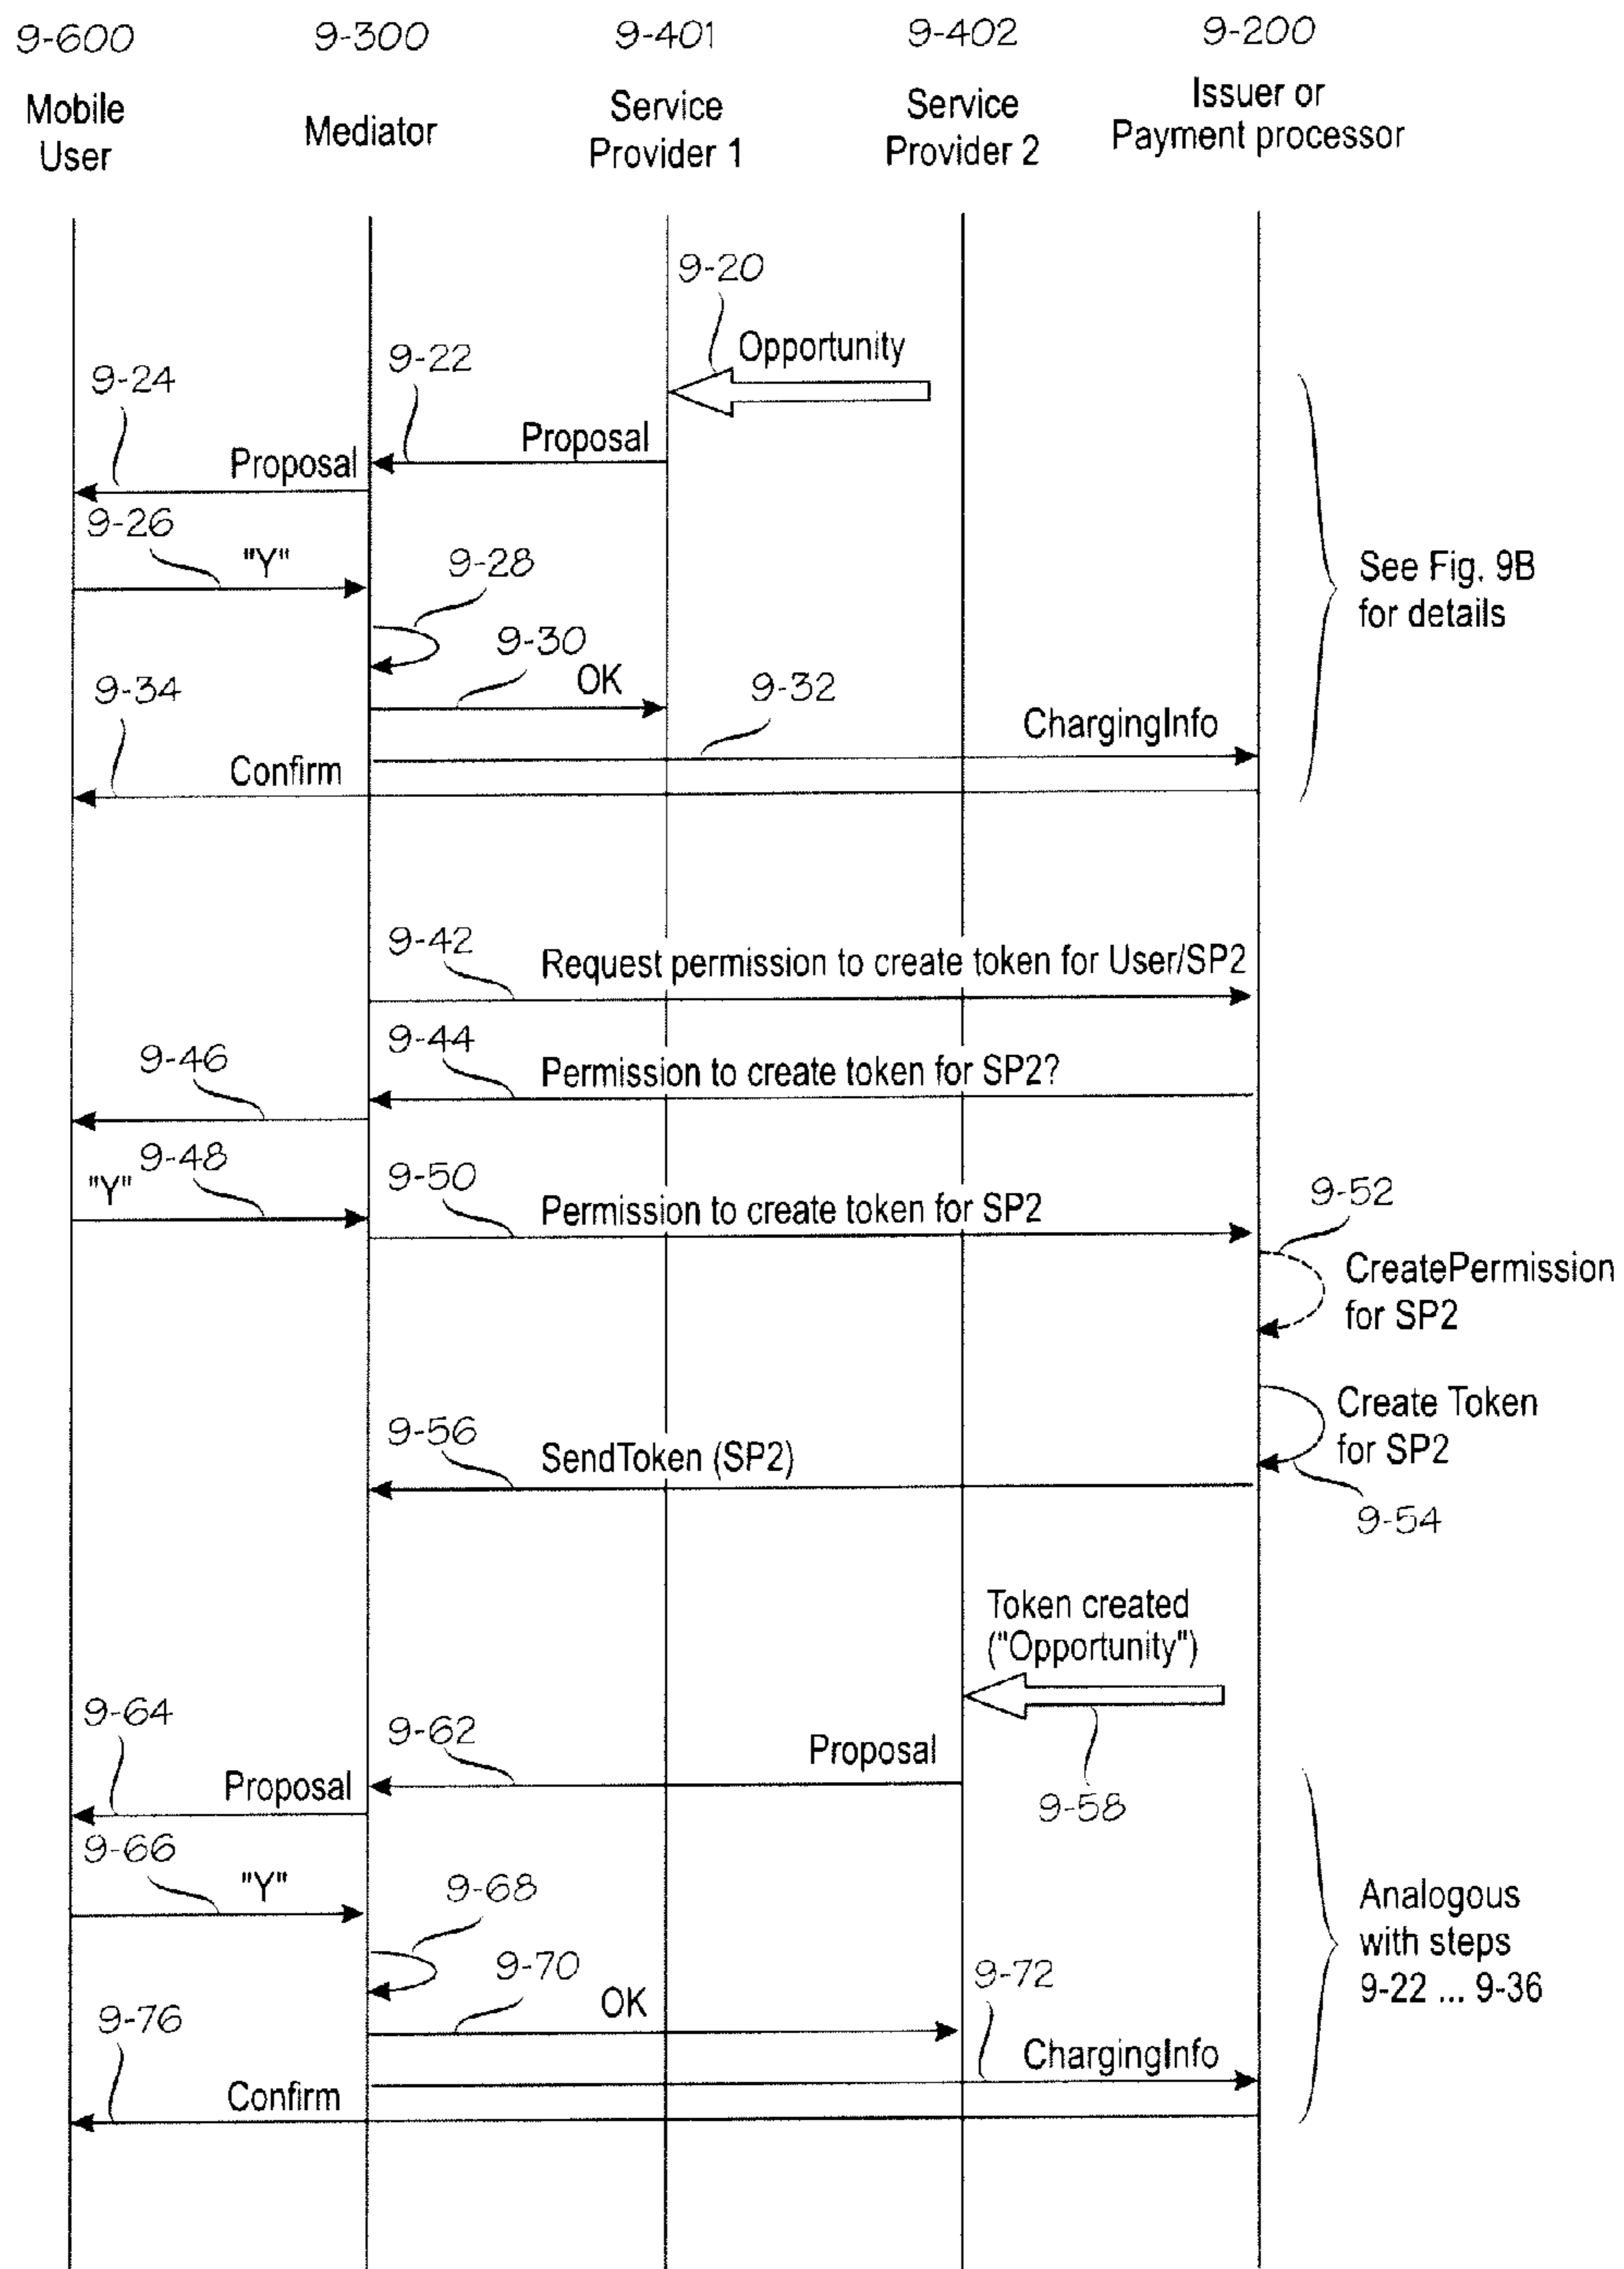 9-600
9-300
9-401
9-402
9-200
Mobile
User
Mediator
Service
Provider 1
Service
Provider 2
Issuer or
Payment processor
9-20
Opportunity
9-22
9-24
Proposal
Proposal
9-26
"Y"
9-28
See Fig. 9B
for details
9-30
OK
9-32
9-34
ChargingInfo
Confirm
9-42
Request permission to create token for User/SP2
9-44
Permission to create token for SP2?
9-46
"Y"
9-48
9-50
Permission to create token for SP2
9-52
CreatePermission
for SP2
Create Token
for SP2
9-54
9-56
SendToken (SP2)
Token created
("Opportunity")
9-58
9-64
9-62
Proposal
Proposal
9-66
"Y"
9-68
Analogous
with steps
9-22 ... 9-36
9-70
OK
9-72
9-76
ChargingInfo
Confirm